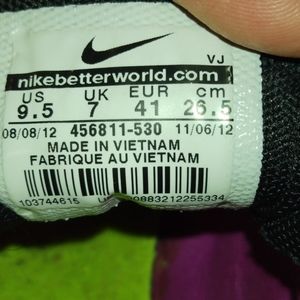 VJ
nikebetterworld.com
US UK EUR cm
9.5 7 41 26.5
08/08/12 456811-530 11/06/12
MADE IN VIETNAM
FABRIQUE AU VIETNAM
103744615 00883212255334